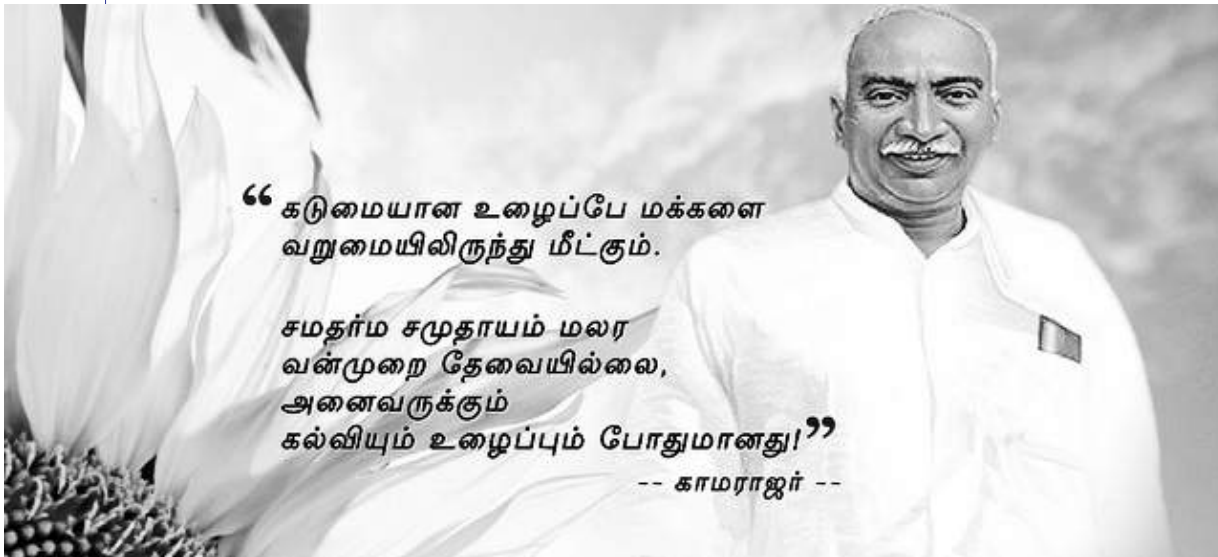 “ கடுமையான உழைப்பே மக்களை
வறுமையிலிருந்து மீட்கும்.
சமதர்ம சமுதாயம் மலர
வன்முறை தேவையில்லை,
அனைவருக்கும்
கல்வியும் உழைப்பும் போதுமானது!”
-- காமராஜர் --